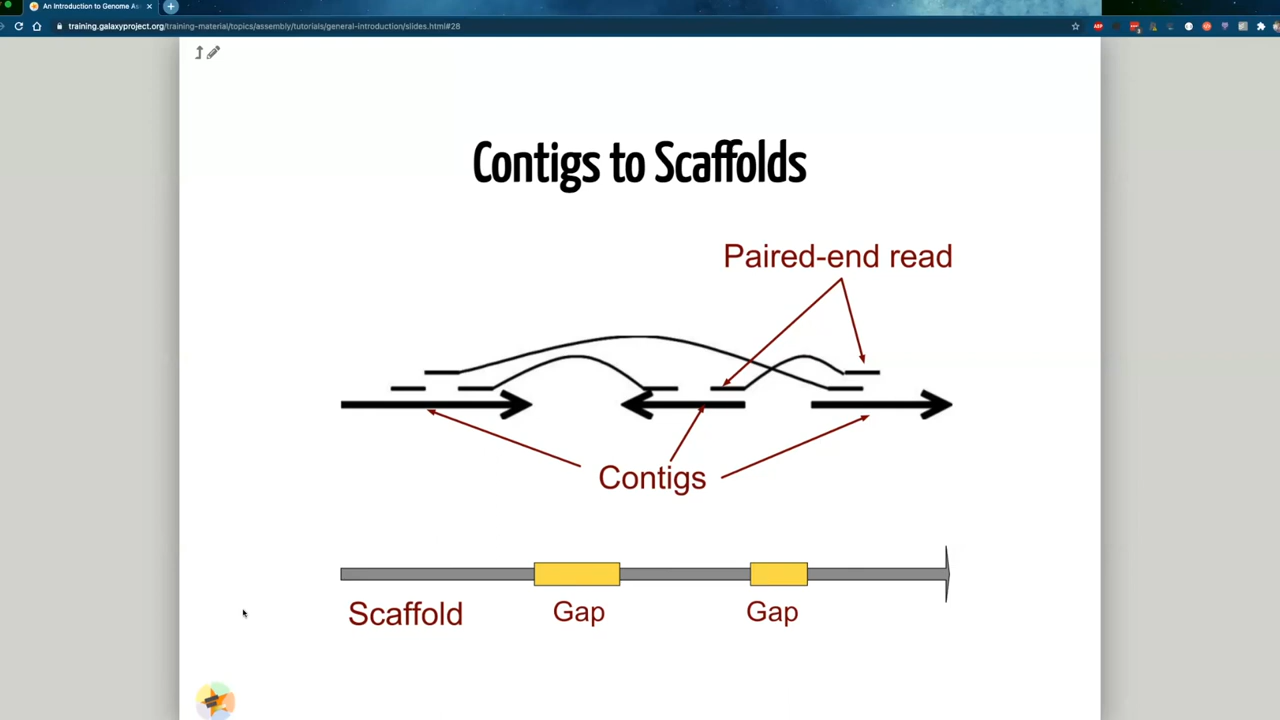 An Introduction to Genome Ass
training.galaxyproject.org/training-material/topics/assembly/tutorials/general-introduction/slides.html#28
Contigs to Scaffolds
Paired-end read
Contigs
Scaffold
Gap
Gap